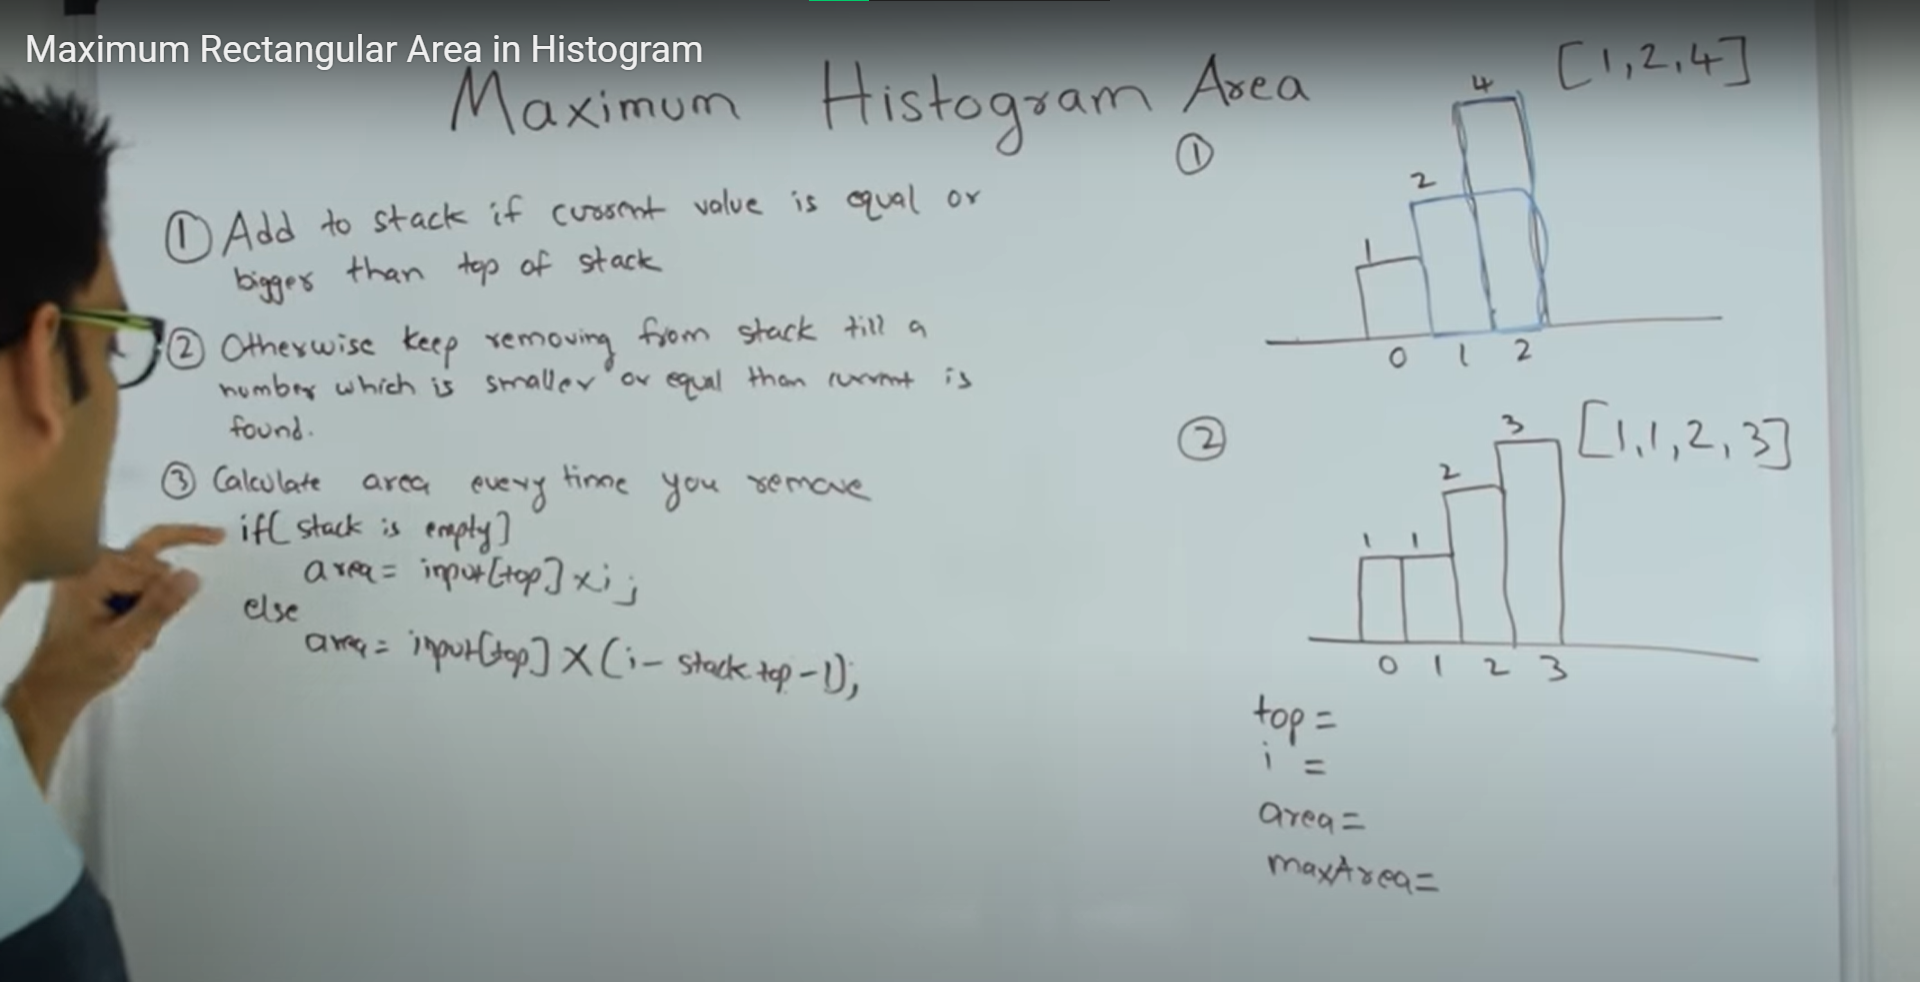 Maximum Rectangular Area in Histogram
Maximum Histogram Area
① Add to stack if current value is equal or
bigger than top of stack
② Otherwise keep removing from stack till a
number which is smaller or equal than current is
found.
③ Calculate area every time you remove
if( stack is empty)
area = input[top] x i;
else
area = input[top] X (i - stack top - 1);
①
[1,2,4]
4
2
1
0 1 2
②
[1,1,2,3]
3
2
1 1
0 1 2 3
top =
i =
area =
maxArea =